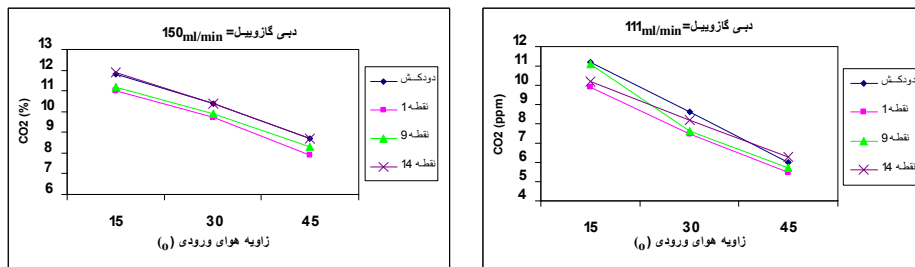 دبی گازوییل= 150ml/min
CO2 (%)
13
12
11
10
9
8
7
6
15 30 45
زاویه هوای ورودی (o)
دودکش
نقطه 1
نقطه 9
نقطه 14
دبی گازوییل= 111ml/min
CO2 (ppm)
12
11
10
9
8
7
6
5
4
15 30 45
زاویه هوای ورودی (o)
دودکش
نقطه 1
نقطه 9
نقطه 14